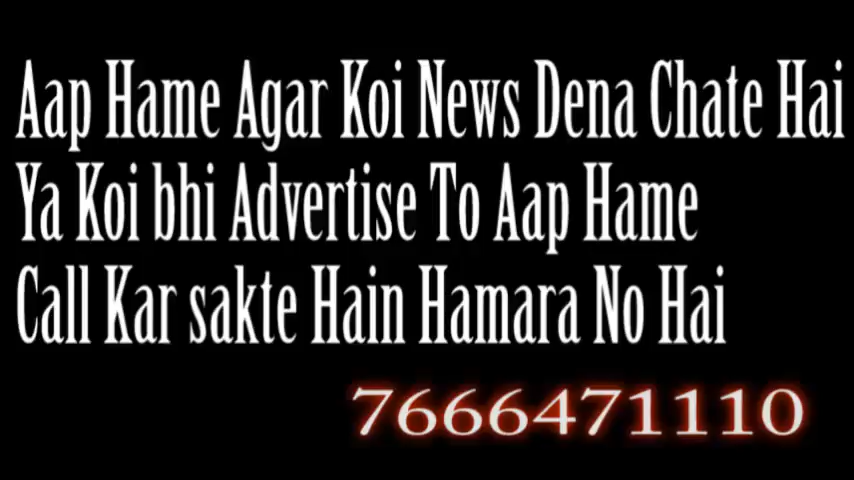 Aap Hame Agar Koi News Dena Chate Hai
Ya Koi bhi Advertise To Aap Hame
Call Kar sakte Hain Hamara No Hai
7666471110